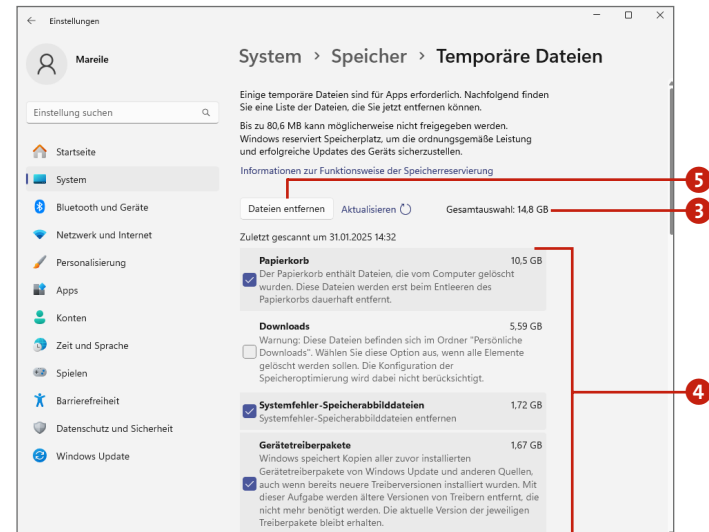 Einstellungen
Mareile
System > Speicher > Temporäre Dateien
Einstellung suchen
Startseite
System
Bluetooth und Geräte
Netzwerk und Internet
Personalisierung
Apps
Konten
Zeit und Sprache
Spielen
Barrierefreiheit
Datenschutz und Sicherheit
Windows Update
Einige temporäre Dateien sind für Apps erforderlich. Nachfolgend finden
Sie eine Liste der Dateien, die Sie jetzt entfernen können.
Bis zu 80,6 MB kann möglicherweise nicht freigegeben werden.
Windows reserviert Speicherplatz, um die ordnungsgemäße Leistung
und erfolgreiche Updates des Geräts sicherzustellen.
Informationen zur Funktionsweise der Speicherreservierung
5
Dateien entfernen Aktualisieren Gesamtauswahl: 14,8 GB 3
Zuletzt gescannt um 31.01.2025 14:32
Papierkorb 10,5 GB
Der Papierkorb enthält Dateien, die vom Computer gelöscht
wurden. Diese Dateien werden erst beim Entleeren des
Papierkorbs dauerhaft entfernt.
Downloads 5,59 GB
Warnung: Diese Dateien befinden sich im Ordner "Persönliche
Downloads". Wählen Sie diese Option aus, wenn alle Elemente
gelöscht werden sollen. Die Konfiguration der
Speicheroptimierung wird dabei nicht berücksichtigt.
4
Systemfehler-Speicherabbilddateien 1,72 GB
Systemfehler-Speicherabbilddateien entfernen
Gerätetreiberpakete 1,67 GB
Windows speichert Kopien aller zuvor installierten
Gerätetreiberpakete von Windows Update und anderen Quellen,
auch wenn bereits neuere Treiberversionen installiert wurden. Mit
dieser Aufgabe werden ältere Versionen von Treibern entfernt, die
nicht mehr benötigt werden. Die aktuelle Version der jeweiligen
Treiberpakete bleibt erhalten.